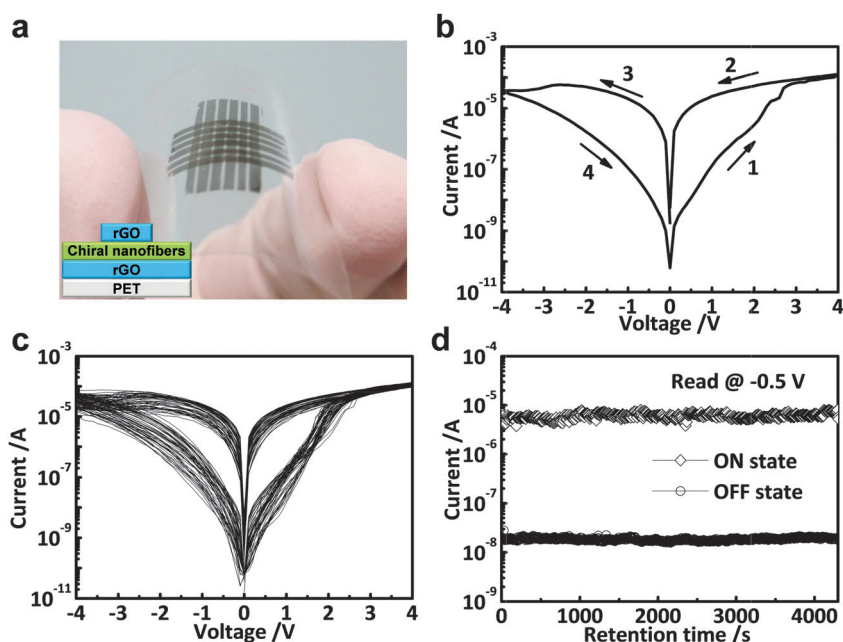 a
rGO
Chiral nanofibers
rGO
PET
b
Current /A
10⁻³
10⁻⁵
10⁻⁷
10⁻⁹
10⁻¹¹
1
2
3
4
-4 -3 -2 -1 0 1 2 3 4
Voltage /V
c
Current /A
10⁻³
10⁻⁵
10⁻⁷
10⁻⁹
10⁻¹¹
-4 -3 -2 -1 0 1 2 3 4
Voltage /V
d
Current /A
10⁻⁴
10⁻⁵
10⁻⁶
10⁻⁷
10⁻⁸
10⁻⁹
Read @ -0.5 V
ON state
OFF state
0 1000 2000 3000 4000
Retention time /s